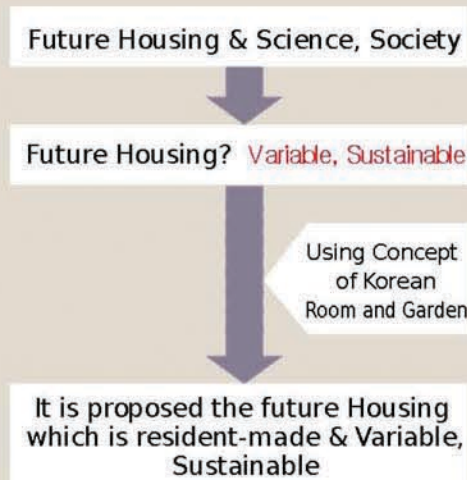 Future Housing & Science, Society
Future Housing? Variable, Sustainable
Using Concept
of Korean
Room and Garden
It is proposed the future Housing
which is resident-made & Variable,
Sustainable